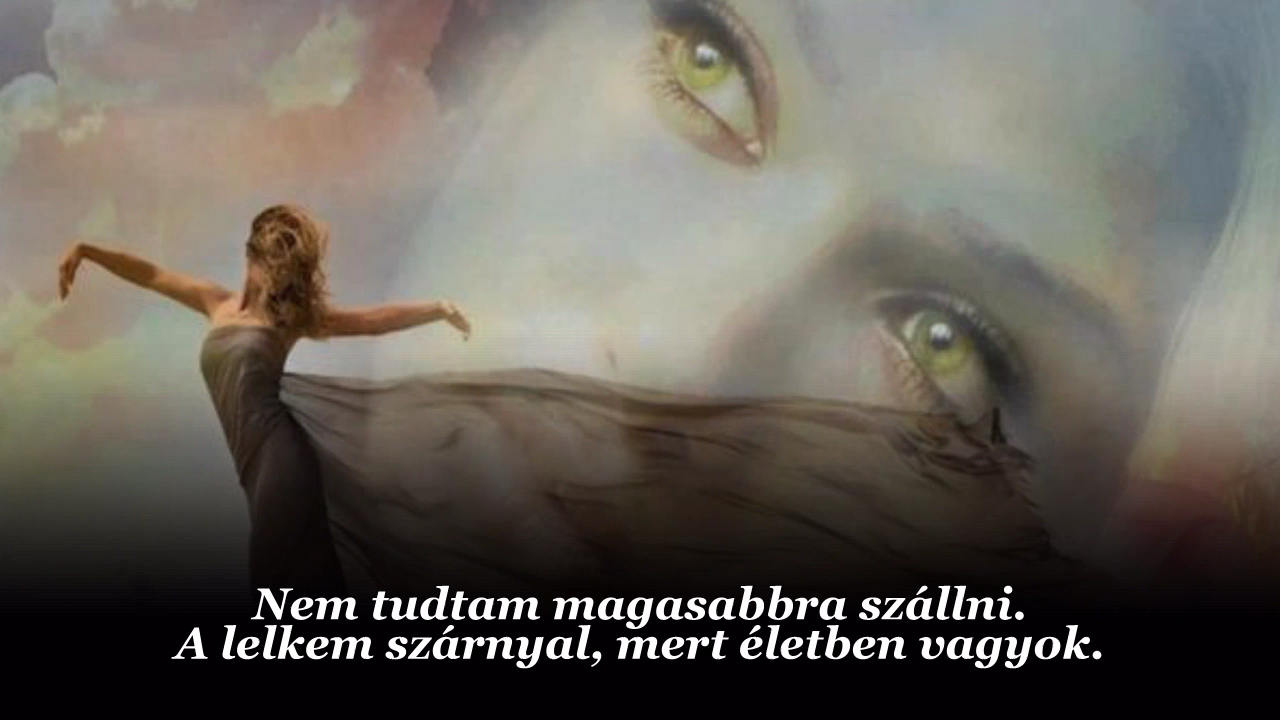 Nem tudtam magasabbra szállni.
A lelkem szárnyal, mert életben vagyok.